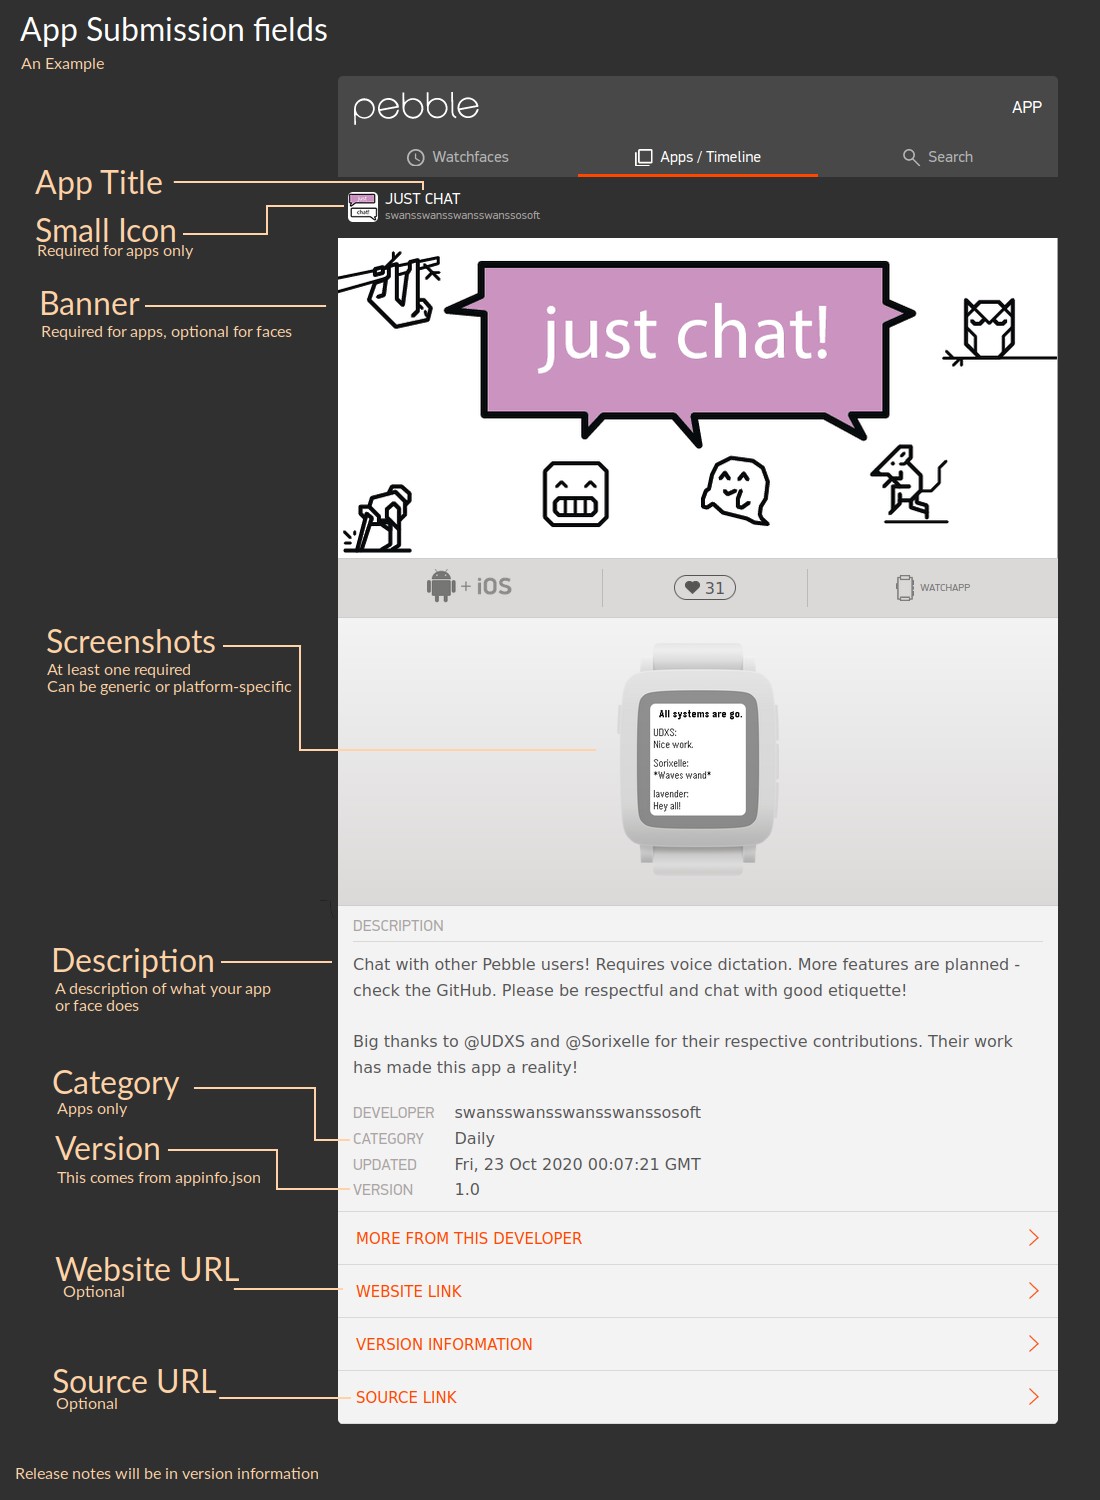 App Submission fields
An Example
pebble
APP
Watchfaces
Apps / Timeline
Search
App Title
JUST CHAT
swansswansswansswanssosoft
just
chat!
Small Icon
Required for apps only
Banner
Required for apps, optional for faces
just chat!
+ iOS
31
WATCHAPP
Screenshots
At least one required
Can be generic or platform-specific
All systems are go.
UDXS:
Nice work.
Sorixelle:
*Waves wand*
lavender:
Hey all!
DESCRIPTION
Description
A description of what your app
or face does
Chat with other Pebble users! Requires voice dictation. More features are planned -
check the GitHub. Please be respectful and chat with good etiquette!
Big thanks to @UDXS and @Sorixelle for their respective contributions. Their work
has made this app a reality!
Category
Apps only
Version
This comes from appinfo.json
DEVELOPER swansswansswansswanssosoft
CATEGORY Daily
UPDATED Fri, 23 Oct 2020 00:07:21 GMT
VERSION 1.0
MORE FROM THIS DEVELOPER
Website URL
Optional
WEBSITE LINK
VERSION INFORMATION
Source URL
Optional
SOURCE LINK
Release notes will be in version information